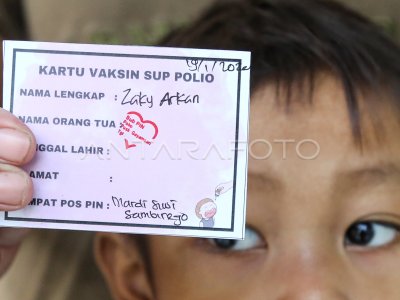 19/1/2024
KARTU VAKSIN SUP POLIO
NAMA LENGKAP : Zaky Arkan
NAMA ORANG TUA
NGGAL LAHIR :
AMAT :
MPAT POS PIN : Mardi Siwi
Sambirejo
ANTARAFOTO